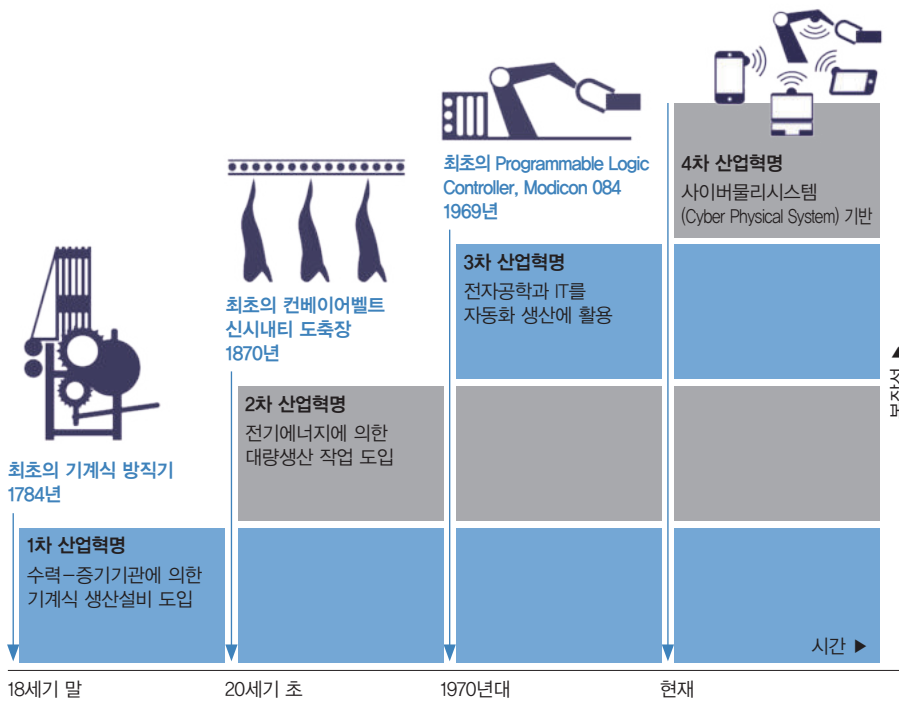 최초의 기계식 방직기
1784년
1차 산업혁명
수력-증기기관에 의한
기계식 생산설비 도입
최초의 컨베이어벨트
신시내티 도축장
1870년
2차 산업혁명
전기에너지에 의한
대량생산 작업 도입
최초의 Programmable Logic
Controller, Modicon 084
1969년
3차 산업혁명
전자공학과 IT를
자동화 생산에 활용
4차 산업혁명
사이버물리시스템
(Cyber Physical System) 기반
시간 ▶
18세기 말
20세기 초
1970년대
현재